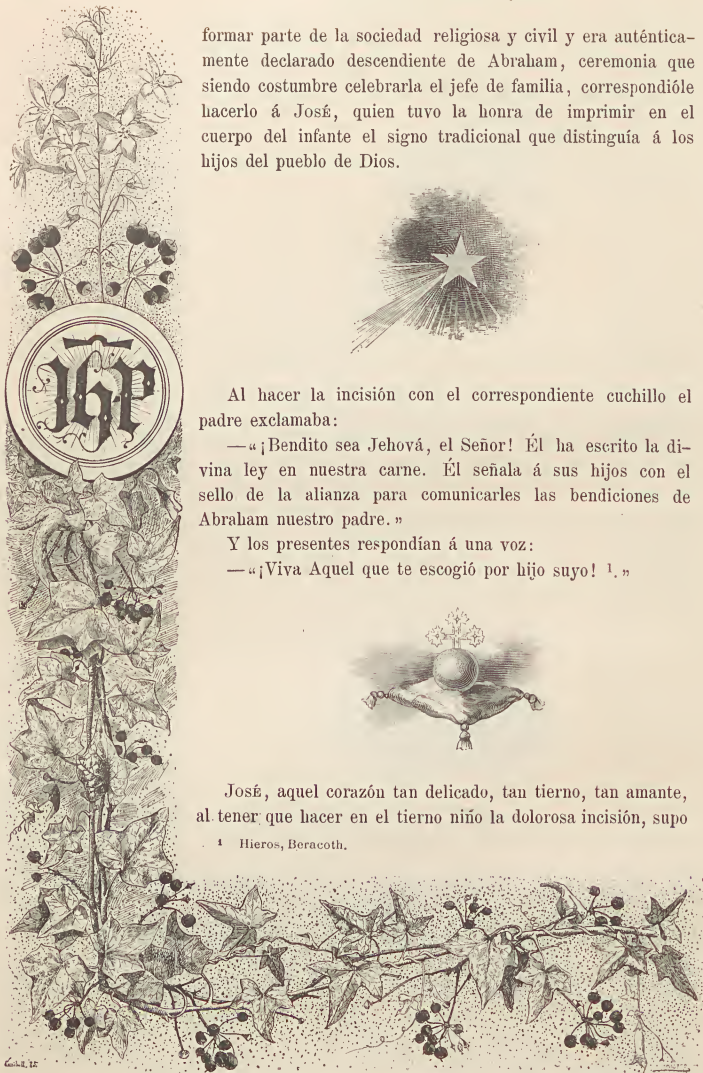 formar parte de la sociedad religiosa y civil y era auténtica-
mente declarado descendiente de Abraham, ceremonia que
siendo costumbre celebrarla el jefe de familia, correspondióle
hacerlo á José, quien tuvo la honra de imprimir en el
cuerpo del infante el signo tradicional que distinguía á los
hijos del pueblo de Dios.
Al hacer la incisión con el correspondiente cuchillo el
padre exclamaba:
—«¡Bendito sea Jehová, el Señor! Él ha escrito la di-
vina ley en nuestra carne. Él señala á sus hijos con el
sello de la alianza para comunicarles las bendiciones de
Abraham nuestro padre.»
Y los presentes respondían á una voz:
—«¡Viva Aquel que te escogió por hijo suyo! ¹.»
José, aquel corazón tan delicado, tan tierno, tan amante,
al tener que hacer en el tierno niño la dolorosa incisión, supo
¹ Hieros, Beracoth.